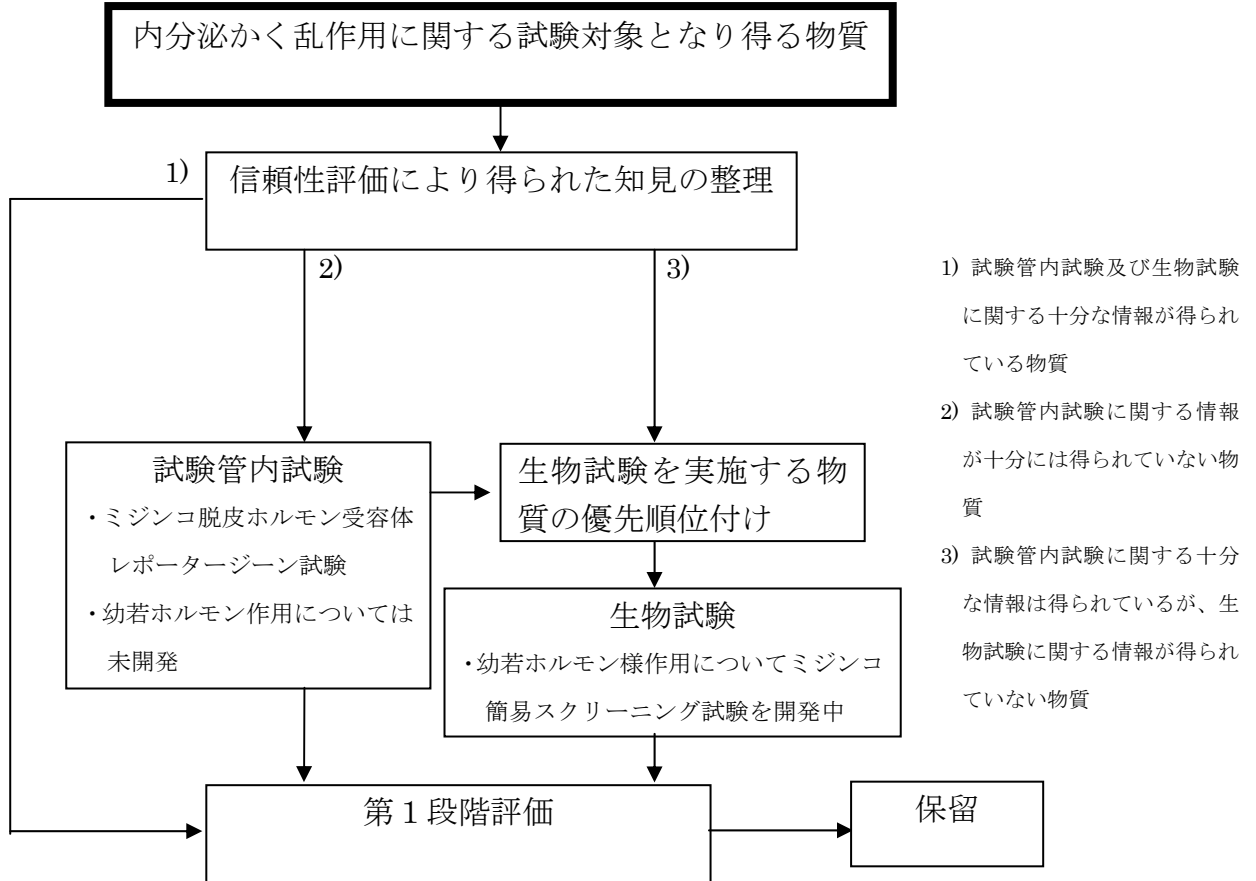 内分泌かく乱作用に関する試験対象となり得る物質
1)
信頼性評価により得られた知見の整理
2)
3)
1) 試験管内試験及び生物試験
に関する十分な情報が得られ
ている物質
2) 試験管内試験に関する情報
が十分には得られていない物
質
3) 試験管内試験に関する十分
な情報は得られているが、生
物試験に関する情報が得られ
ていない物質
試験管内試験
・ミジンコ脱皮ホルモン受容体
レポータージーン試験
・幼若ホルモン作用については
未開発
生物試験を実施する物
質の優先順位付け
生物試験
・幼若ホルモン様作用についてミジンコ
簡易スクリーニング試験を開発中
第１段階評価
保留